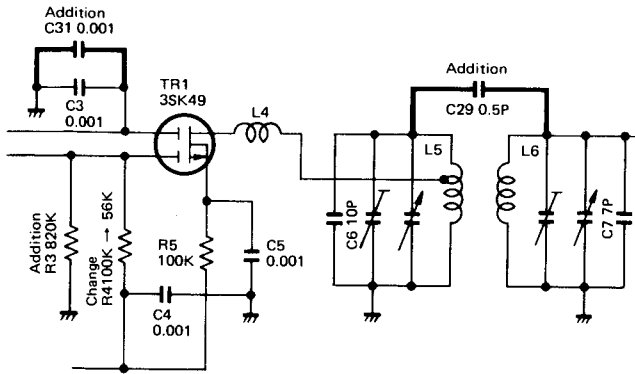 Addition
C31 0.001
C3
0.001
TR1
3SK49
L4
Addition
C29 0.5P
L5
L6
C6 10P
C7 7P
Addition
R3 820K
Change
R4100K → 56K
R5
100K
C5
0.001
C4
0.001